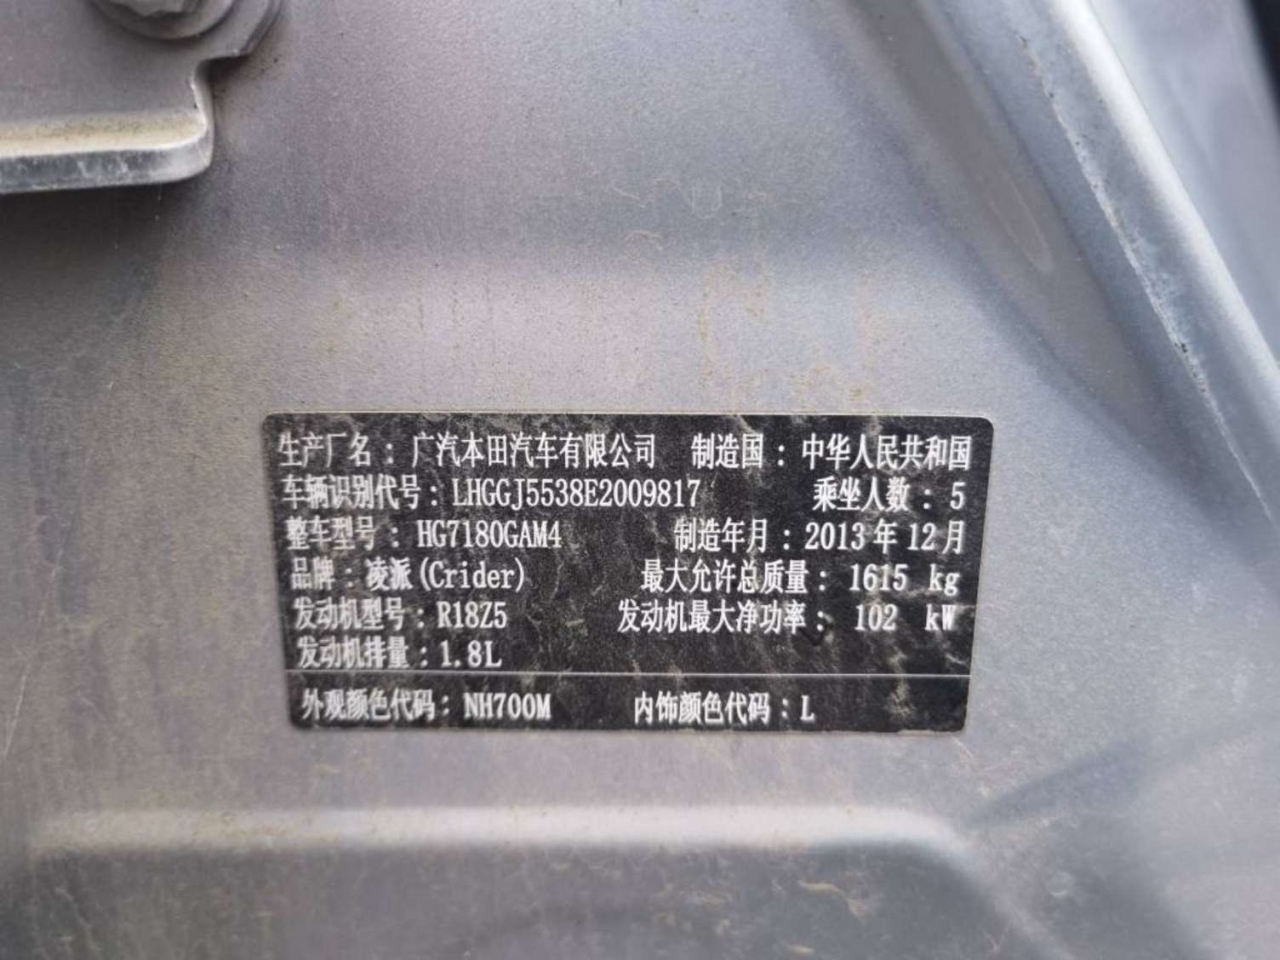 生产厂名：广汽本田汽车有限公司 制造国：中华人民共和国
车辆识别代号：LHGGJ5538E2009817 乘坐人数：5
整车型号：HG7180GAM4 制造年月：2013年12月
品牌：凌派(Crider) 最大允许总质量：1615 kg
发动机型号：R18Z5 发动机最大净功率：102 kW
发动机排量：1.8L
外观颜色代码：NH700M 内饰颜色代码：L